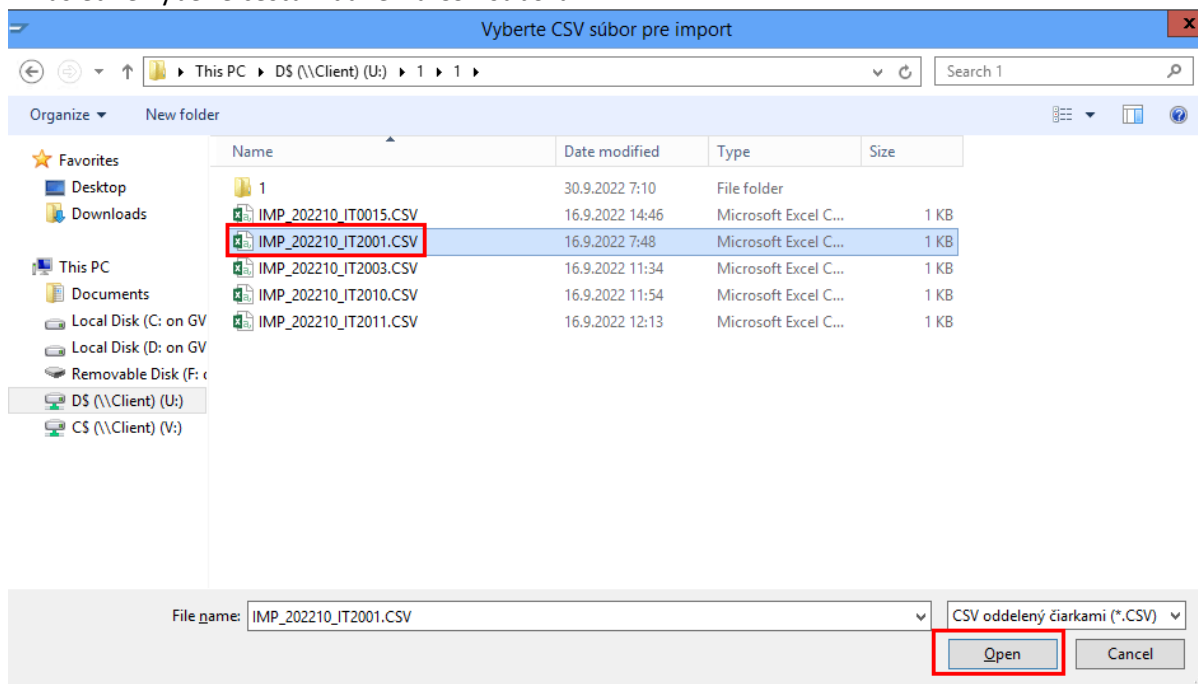 Vyberte CSV súbor pre import
x
This PC D$ (\\Client) (U:) 1 1
Search 1
Organize New folder
Name Date modified Type Size
Favorites
Desktop
Downloads
This PC
Documents
Local Disk (C: on GV
Local Disk (D: on GV
Removable Disk (F: 
D$ (\\Client) (U:)
C$ (\\Client) (V:)
1 30.9.2022 7:10 File folder
IMP_202210_IT0015.CSV 16.9.2022 14:46 Microsoft Excel C... 1 KB
IMP_202210_IT2001.CSV 16.9.2022 7:48 Microsoft Excel C... 1 KB
IMP_202210_IT2003.CSV 16.9.2022 11:34 Microsoft Excel C... 1 KB
IMP_202210_IT2010.CSV 16.9.2022 11:54 Microsoft Excel C... 1 KB
IMP_202210_IT2011.CSV 16.9.2022 12:13 Microsoft Excel C... 1 KB
File name: IMP_202210_IT2001.CSV
CSV oddelený čiarkami (*.CSV)
Open Cancel